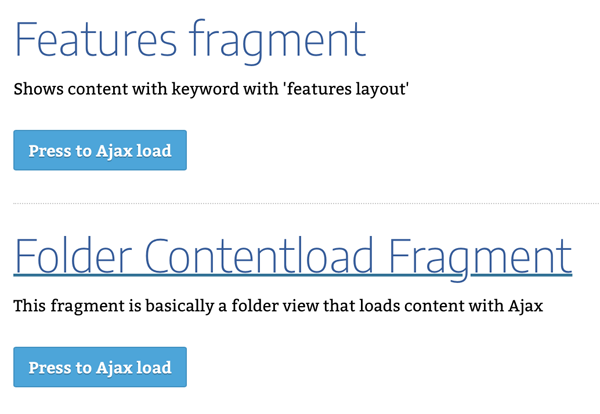 Features fragment
Shows content with keyword with 'features layout'
Press to Ajax load
Folder Contentload Fragment
This fragment is basically a folder view that loads content with Ajax
Press to Ajax load